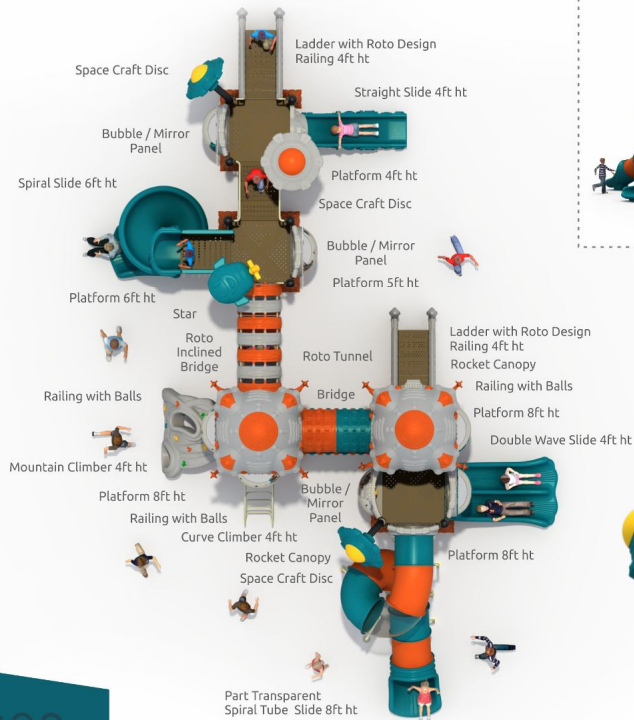 Ladder with Roto Design
Railing 4ft ht
Space Craft Disc
Straight Slide 4ft ht
Bubble / Mirror
Panel
Platform 4ft ht
Spiral Slide 6ft ht
Space Craft Disc
Bubble / Mirror
Panel
Platform 5ft ht
Platform 6ft ht
Star
Roto
Inclined
Bridge
Roto Tunnel
Ladder with Roto Design
Railing 4ft ht
Rocket Canopy
Railing with Balls
Bridge
Railing with Balls
Platform 8ft ht
Double Wave Slide 4ft ht
Mountain Climber 4ft ht
Platform 8ft ht
Bubble /
Mirror
Panel
Railing with Balls
Curve Climber 4ft ht
Rocket Canopy
Platform 8ft ht
Space Craft Disc
Part Transparent
Spiral Tube Slide 8ft ht